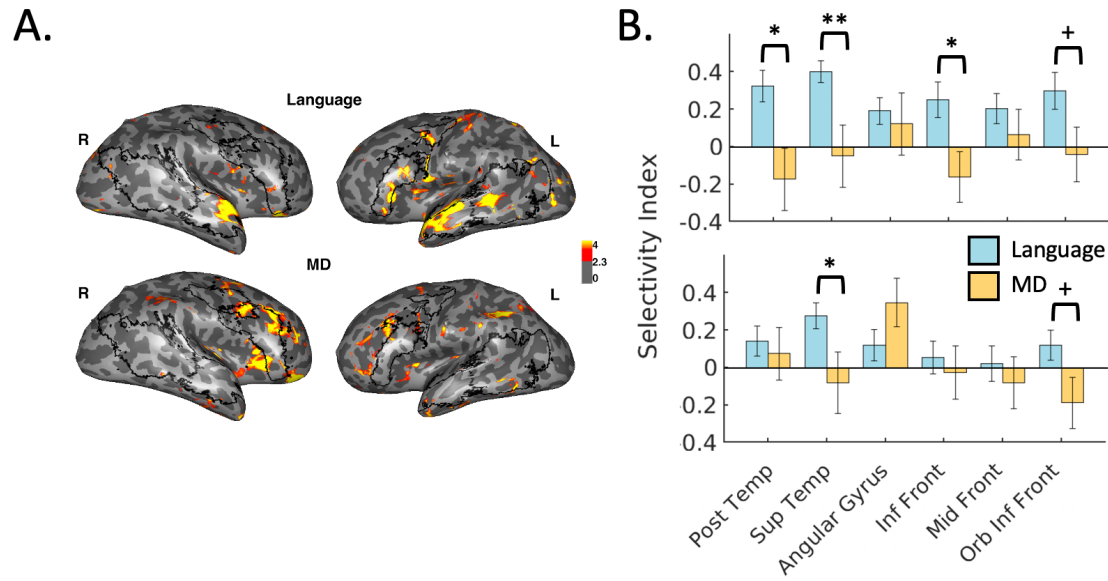 A.
Language
R
L
4
2.3
0
MD
R
L
B.
*
**
*
+
0.4
0.2
0
-0.2
-0.4
Selectivity Index
Language
MD
*
+
0.4
0.2
0
0.2
0.4
Post Temp
Sup Temp
Angular Gyrus
Inf Front
Mid Front
Orb Inf Front